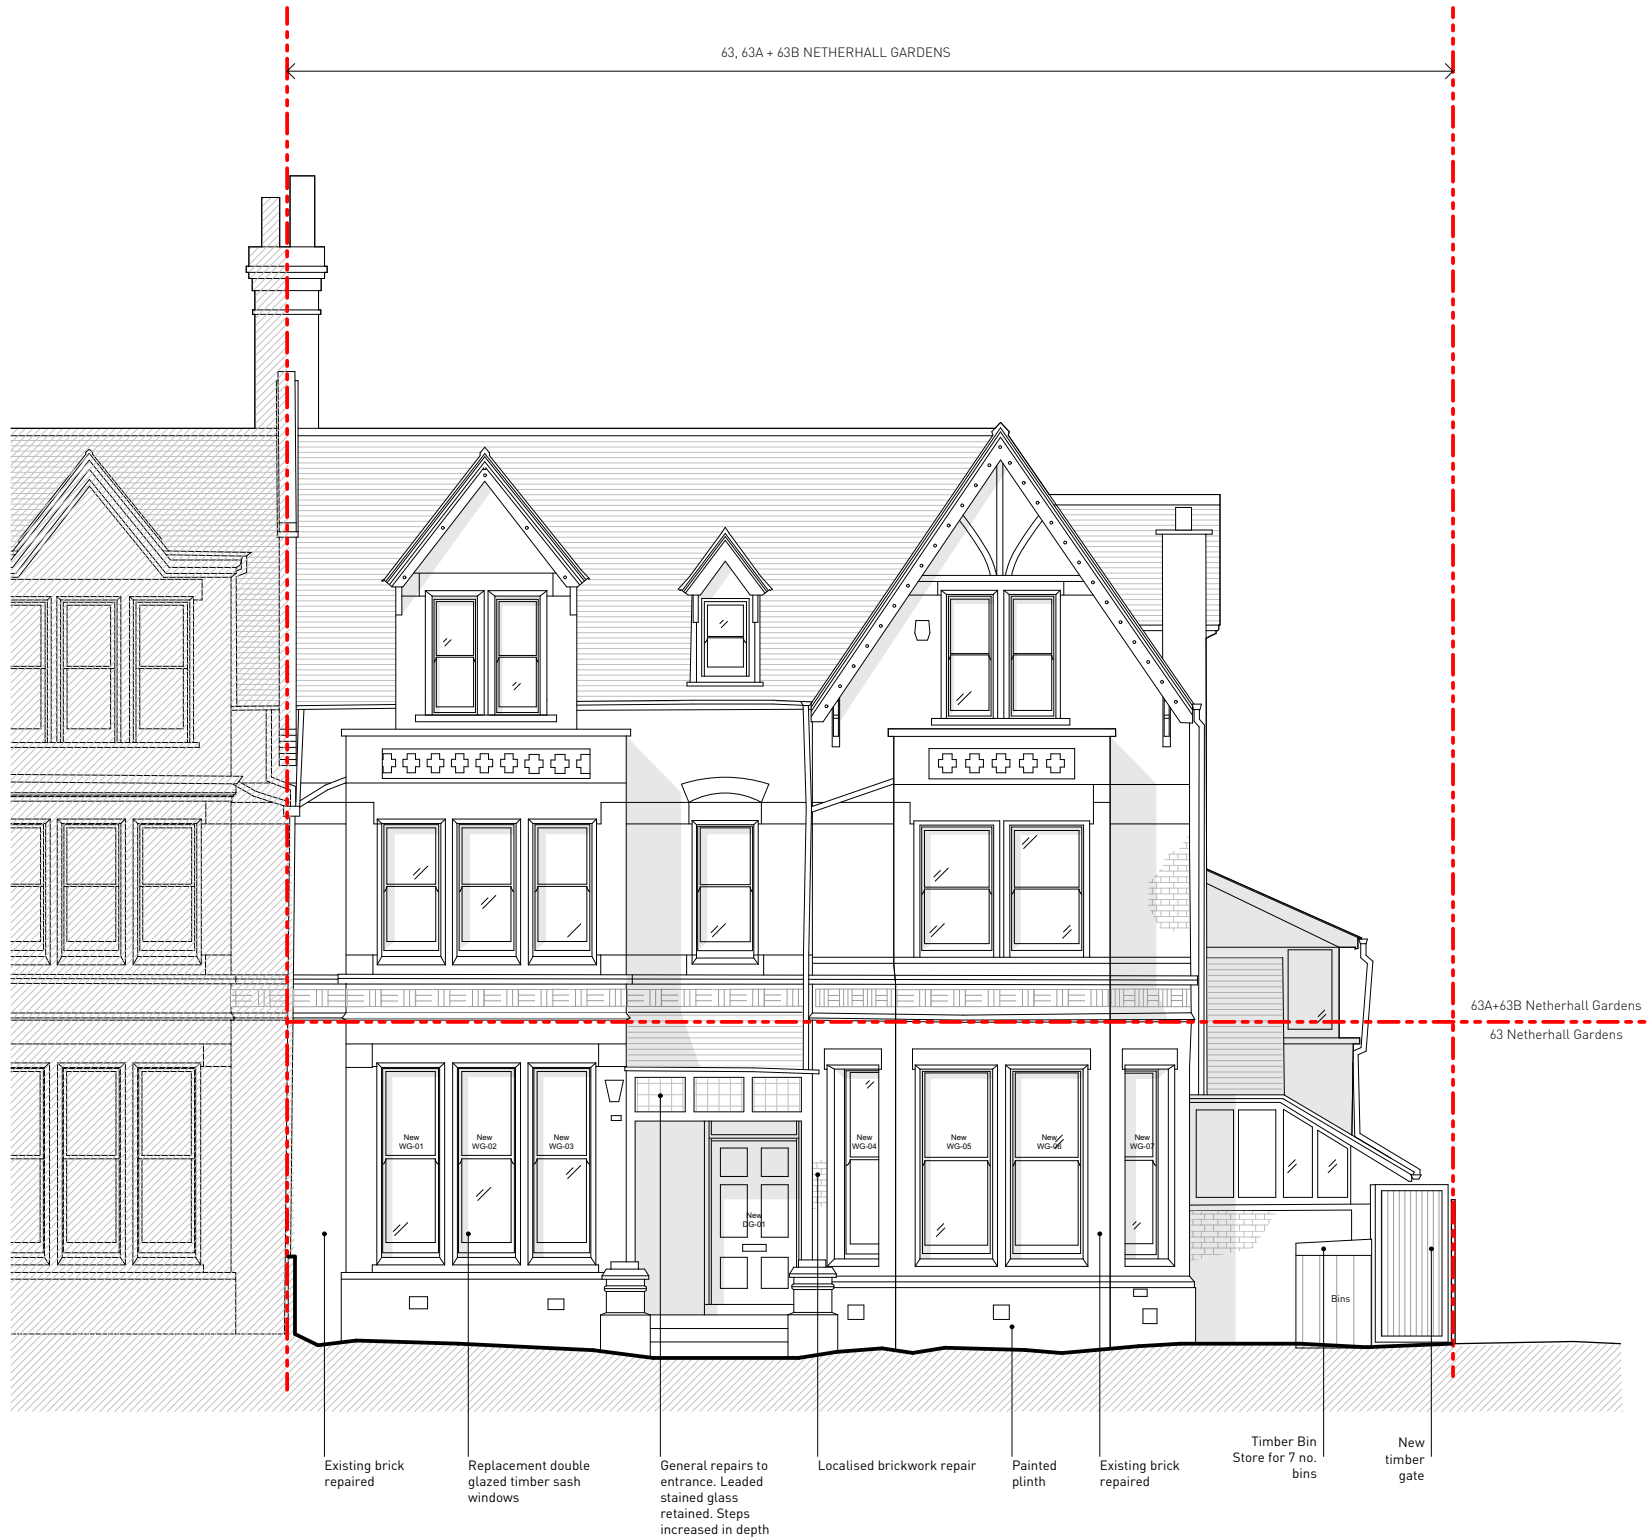 63, 63A + 63B NETHERHALL GARDENS
63A+63B Netherhall Gardens
63 Netherhall Gardens
New
WG-01
New
WG-02
New
WG-03
New
WG-04
New
WG-05
New
WG-06
New
WG-07
New
DG-01
Bins
Existing brick
repaired
Replacement double
glazed timber sash
windows
General repairs to
entrance. Leaded
stained glass
retained. Steps
increased in depth
Localised brickwork repair
Painted
plinth
Existing brick
repaired
Timber Bin
Store for 7 no.
bins
New
timber
gate